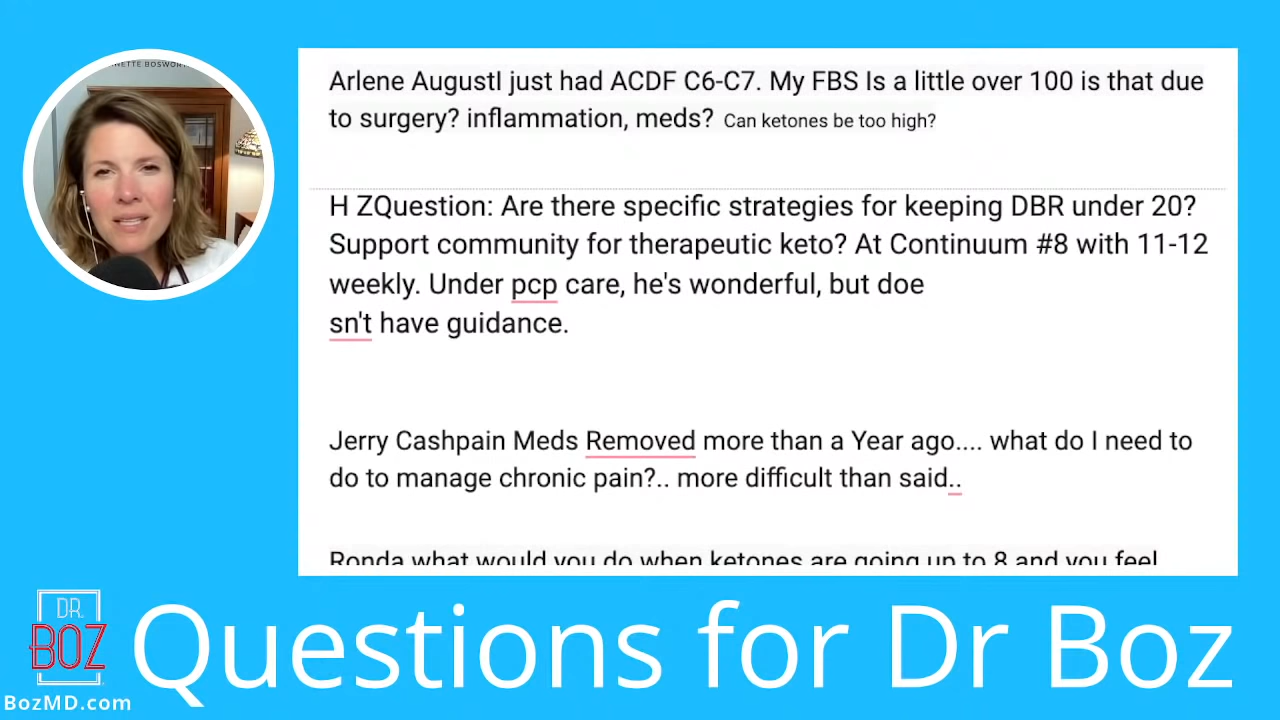 NETTE BOSWOR
Arlene AugustI just had ACDF C6-C7. My FBS Is a little over 100 is that due
to surgery? inflammation, meds? Can ketones be too high?
H ZQuestion: Are there specific strategies for keeping DBR under 20?
Support community for therapeutic keto? At Continuum #8 with 11-12
weekly. Under pcp care, he's wonderful, but doe
sn't have guidance.
Jerry Cashpain Meds Removed more than a Year ago.... what do I need to
do to manage chronic pain?.. more difficult than said..
Ronda what would you do when ketones are going up to 8 and you feel
DR.
BOZ
Questions for Dr Boz
BozMD.com